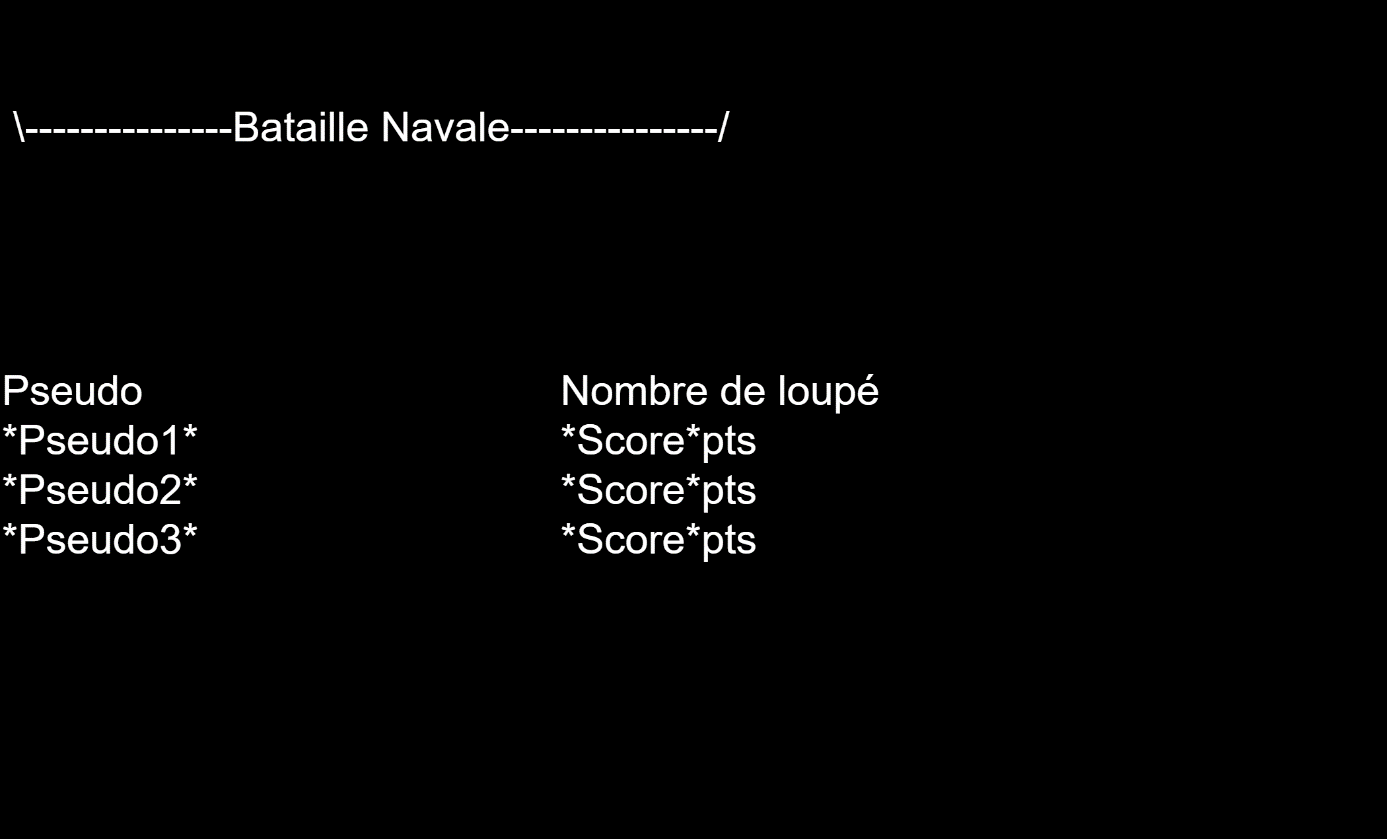 \---------------Bataille Navale---------------/
Pseudo Nombre de loupé
*Pseudo1* *Score*pts
*Pseudo2* *Score*pts
*Pseudo3* *Score*pts